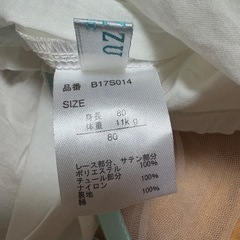 ZU
品番 B17S014
SIZE
身長 80
体重 11kg
80
レース部分、サテン部分
ポリエステル 100%
チュール部分
ナイロン 100%
裏地
綿 100%